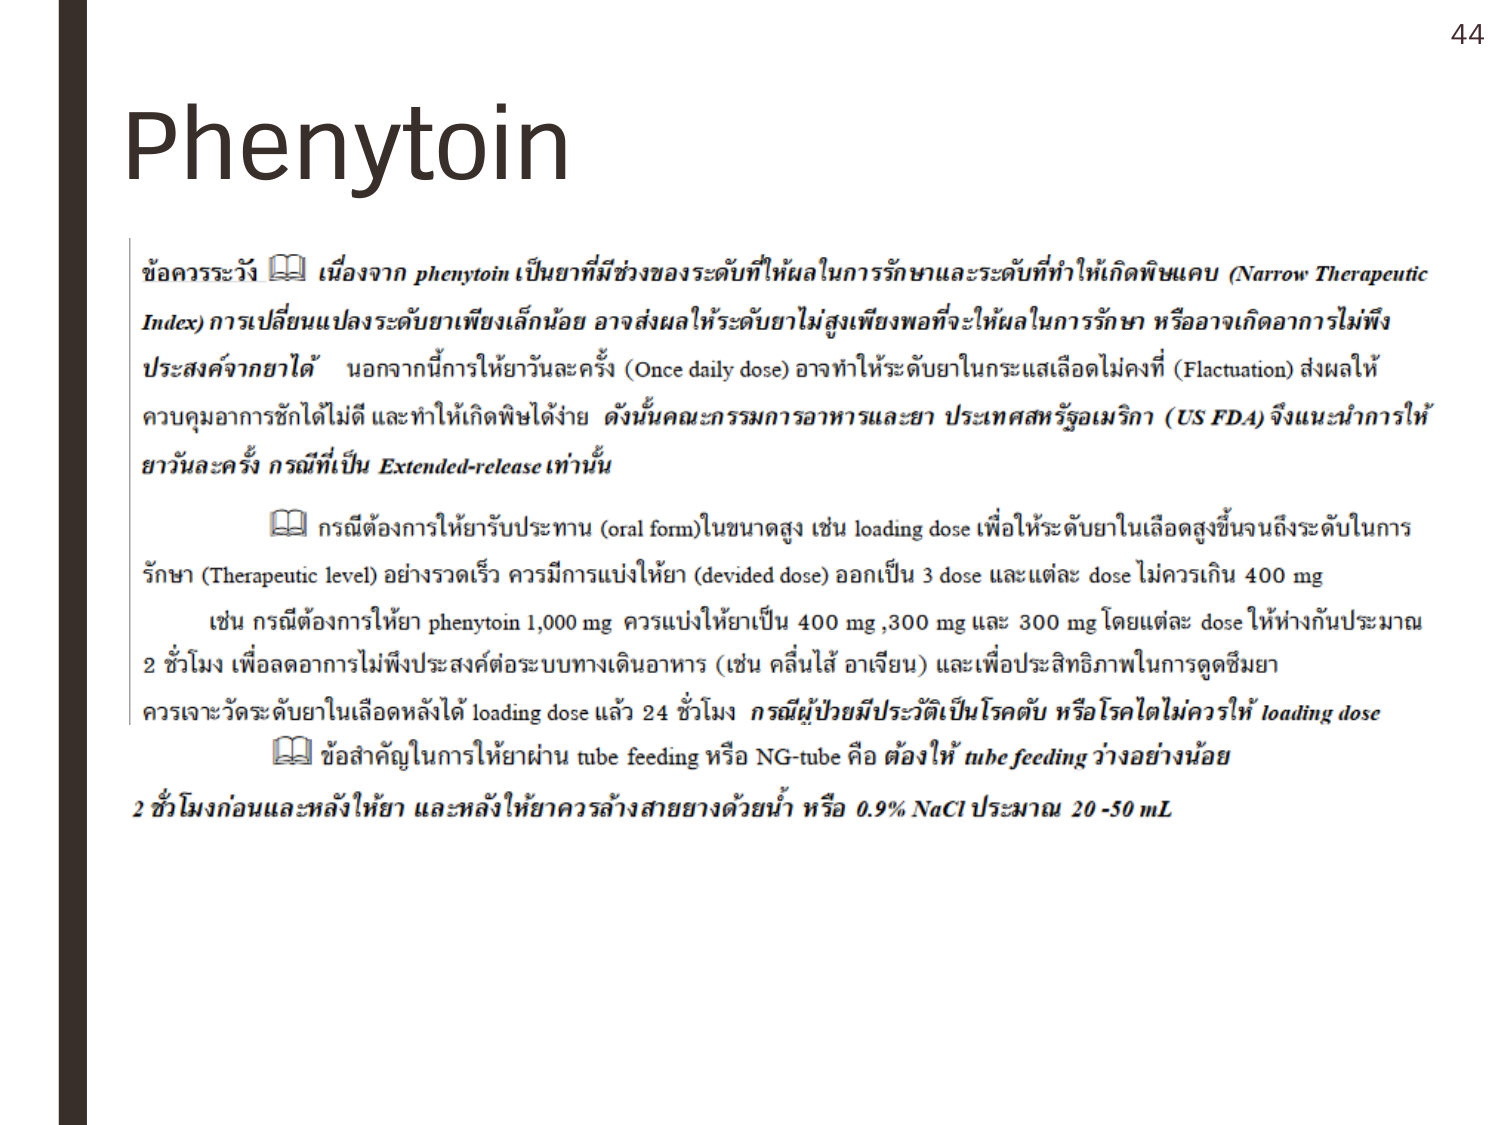 44
Phenytoin
ข้อควรระวัง เนื่องจาก phenytoin เป็นยาที่มีช่วงของระดับที่ให้ผลในการรักษาและระดับที่ทำให้เกิดพิษแคบ (Narrow Therapeutic
Index) การเปลี่ยนแปลงระดับยาเพียงเล็กน้อย อาจส่งผลให้ระดับยาไม่สูงเพียงพอที่จะให้ผลในการรักษา หรืออาจเกิดอาการไม่พึง
ประสงค์จากยาได้ นอกจากนี้การให้ยาวันละครั้ง (Once daily dose) อาจทำให้ระดับยาในกระแสเลือดไม่คงที่ (Flactuation) ส่งผลให้
ควบคุมอาการชักได้ไม่ดี และทำให้เกิดพิษได้ง่าย ดังนั้นคณะกรรมการอาหารและยา ประเทศสหรัฐอเมริกา (US FDA) จึงแนะนำการให้
ยาวันละครั้ง กรณีที่เป็น Extended-release เท่านั้น
กรณีต้องการให้ยารับประทาน (oral form)ในขนาดสูง เช่น loading dose เพื่อให้ระดับยาในเลือดสูงขึ้นจนถึงระดับในการ
รักษา (Therapeutic level) อย่างรวดเร็ว ควรมีการแบ่งให้ยา (devided dose) ออกเป็น 3 dose และแต่ละ dose ไม่ควรเกิน 400 mg
เช่น กรณีต้องการให้ยา phenytoin 1,000 mg ควรแบ่งให้ยาเป็น 400 mg ,300 mg และ 300 mg โดยแต่ละ dose ให้ห่างกันประมาณ
2 ชั่วโมง เพื่อลดอาการไม่พึงประสงค์ต่อระบบทางเดินอาหาร (เช่น คลื่นไส้ อาเจียน) และเพื่อประสิทธิภาพในการดูดซึมยา
ควรเจาะวัดระดับยาในเลือดหลังได้ loading dose แล้ว 24 ชั่วโมง กรณีผู้ป่วยมีประวัติเป็นโรคตับ หรือโรคไตไม่ควรให้ loading dose
ข้อสำคัญในการให้ยาผ่าน tube feeding หรือ NG-tube คือ ต้องให้ tube feeding ว่างอย่างน้อย
2 ชั่วโมงก่อนและหลังให้ยา และหลังให้ยาควรล้างสายยางด้วยน้ำ หรือ 0.9% NaCl ประมาณ 20 -50 mL